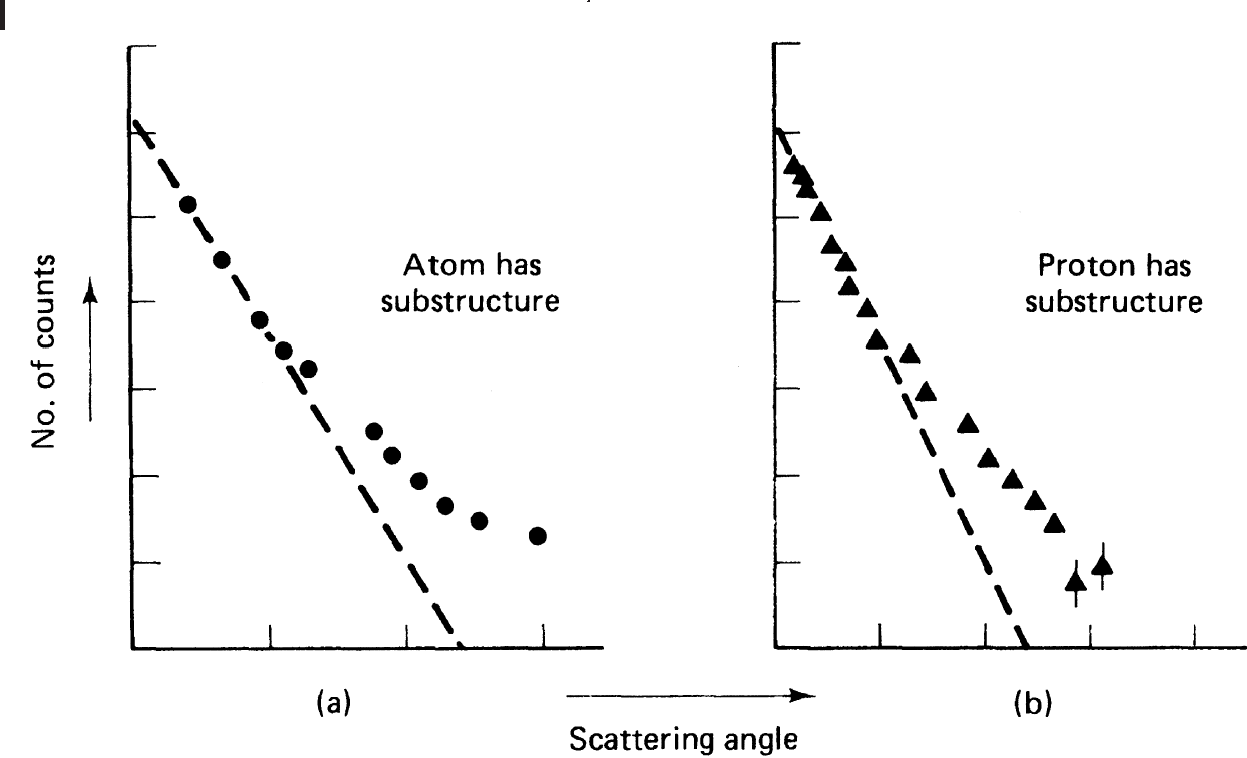 No. of counts
Atom has
substructure
Proton has
substructure
(a)
(b)
Scattering angle